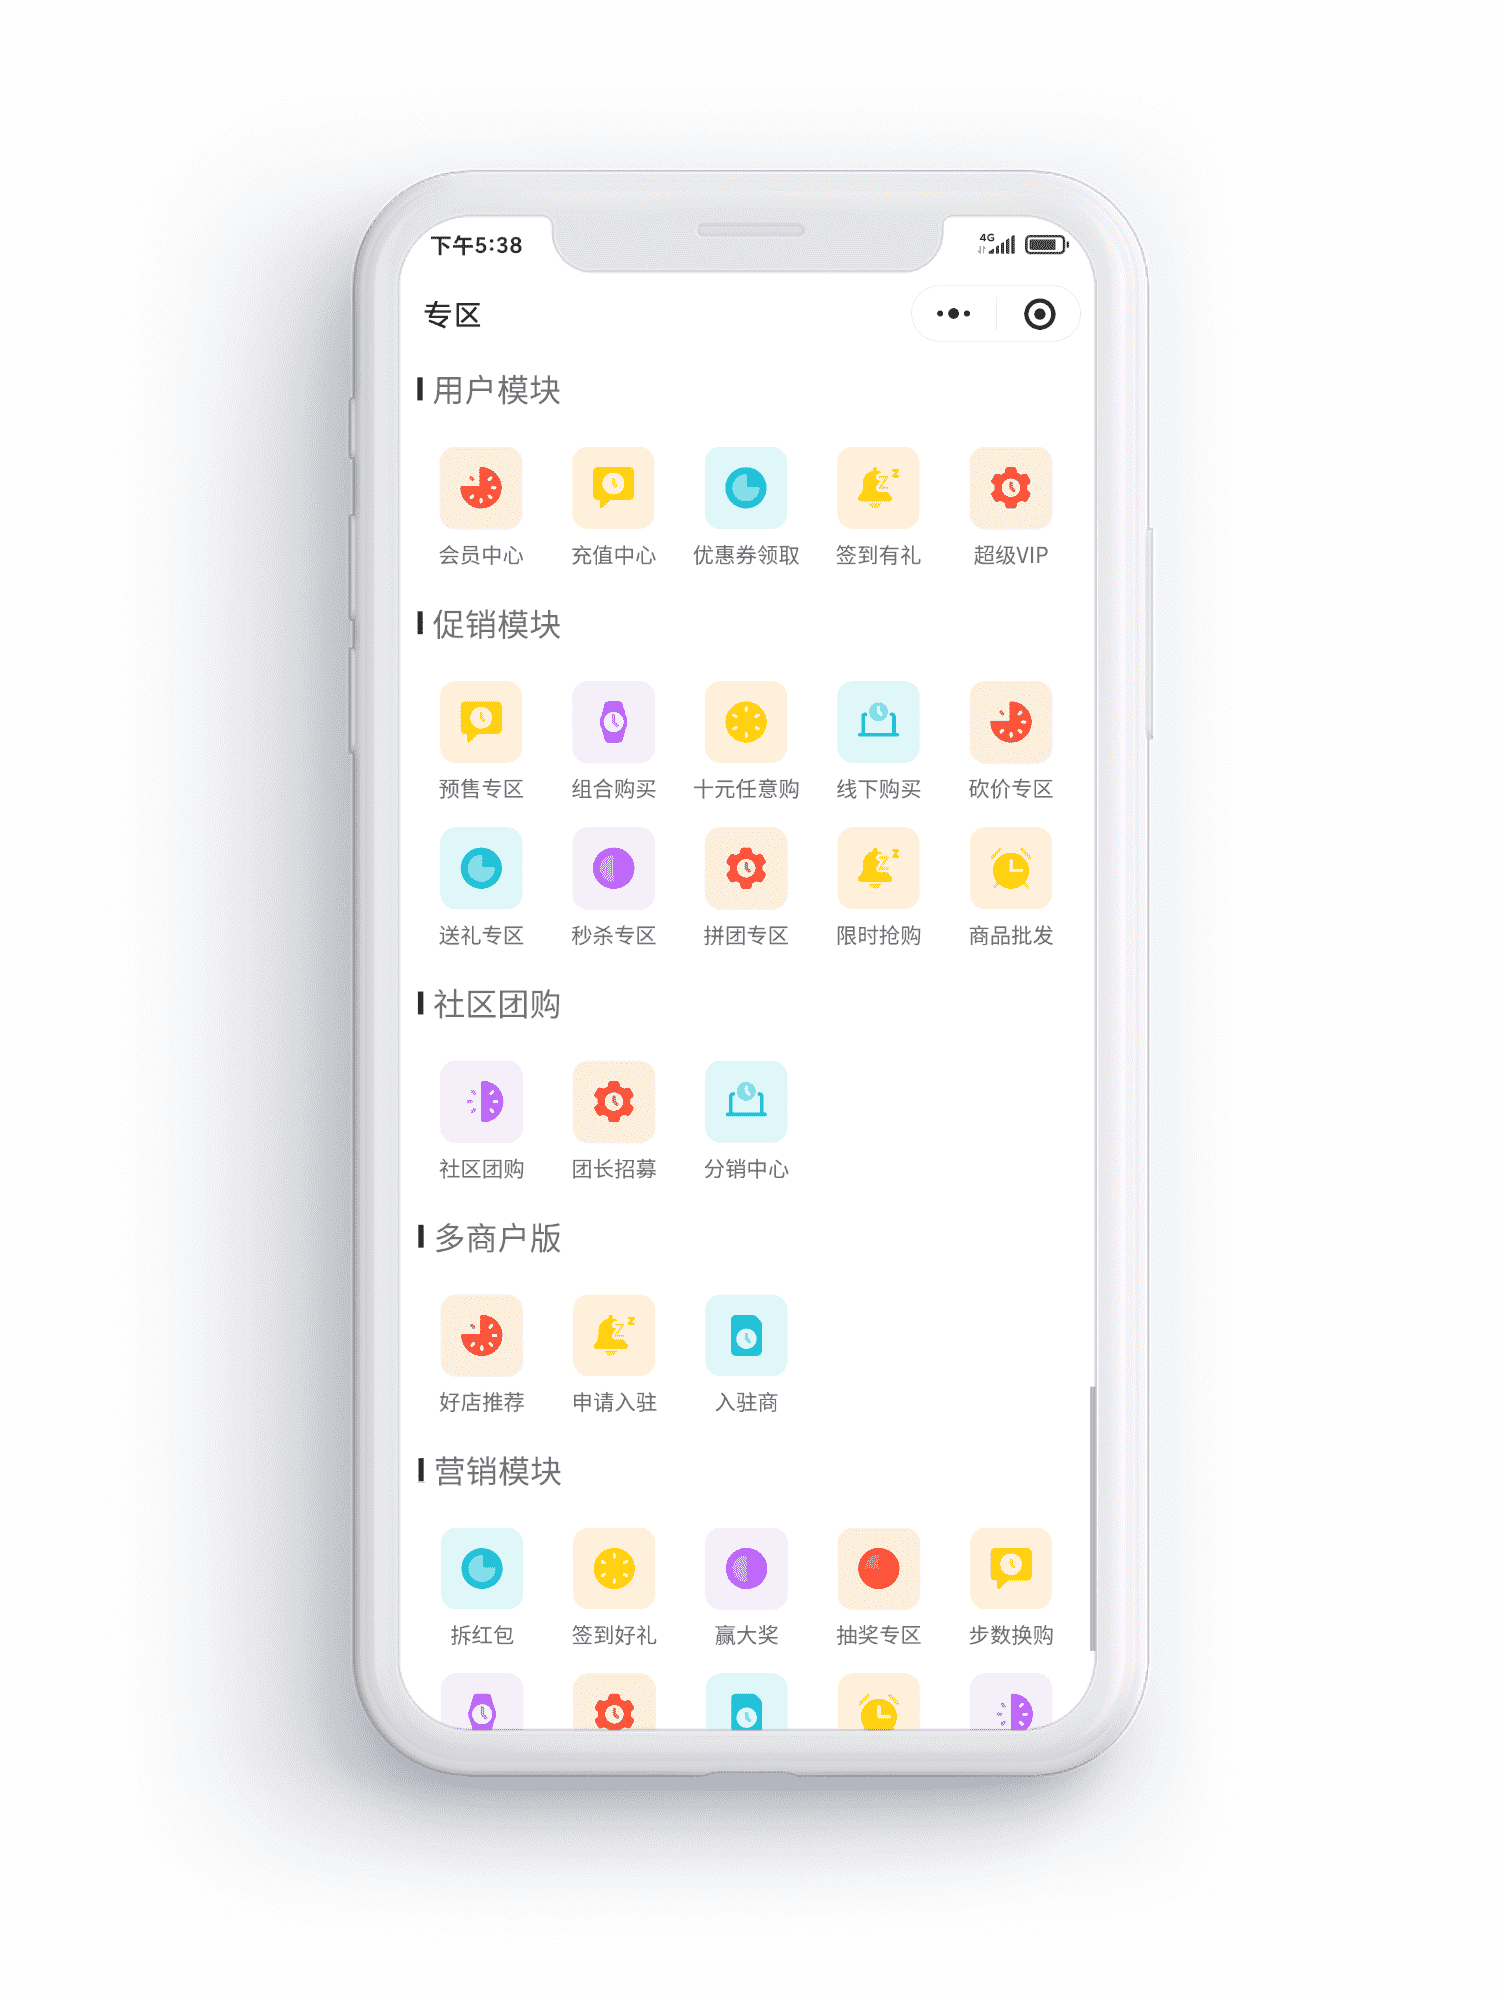 下午5:38
4G
专区
用户模块
会员中心 充值中心 优惠券领取 签到有礼 超级VIP
促销模块
预售专区 组合购买 十元任意购 线下购买 砍价专区
送礼专区 秒杀专区 拼团专区 限时抢购 商品批发
社区团购
社区团购 团长招募 分销中心
多商户版
好店推荐 申请入驻 入驻商
营销模块
拆红包 签到好礼 赢大奖 抽奖专区 步数换购